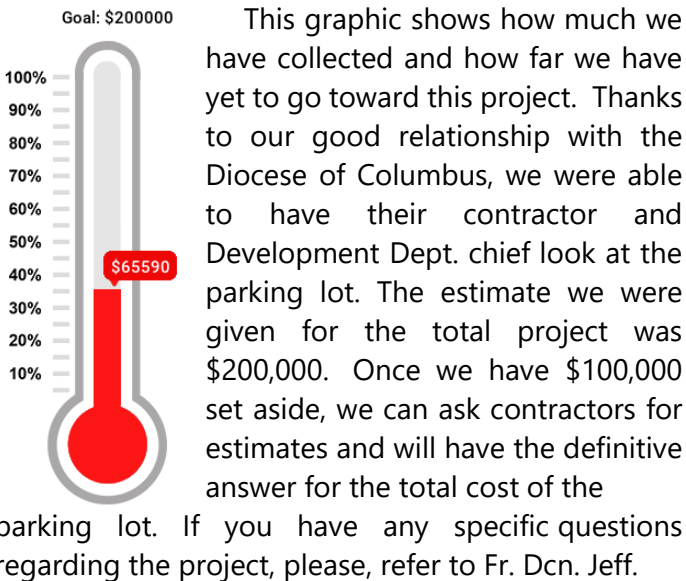 Goal: $200000
100%
90%
80%
70%
60%
50%
40%
30%
20%
10%
$65590
This graphic shows how much we
have collected and how far we have
yet to go toward this project. Thanks
to our good relationship with the
Diocese of Columbus, we were able
to have their contractor and
Development Dept. chief look at the
parking lot. The estimate we were
given for the total project was
$200,000. Once we have $100,000
set aside, we can ask contractors for
estimates and will have the definitive
answer for the total cost of the
parking lot. If you have any specific questions
regarding the project, please, refer to Fr. Dcn. Jeff.